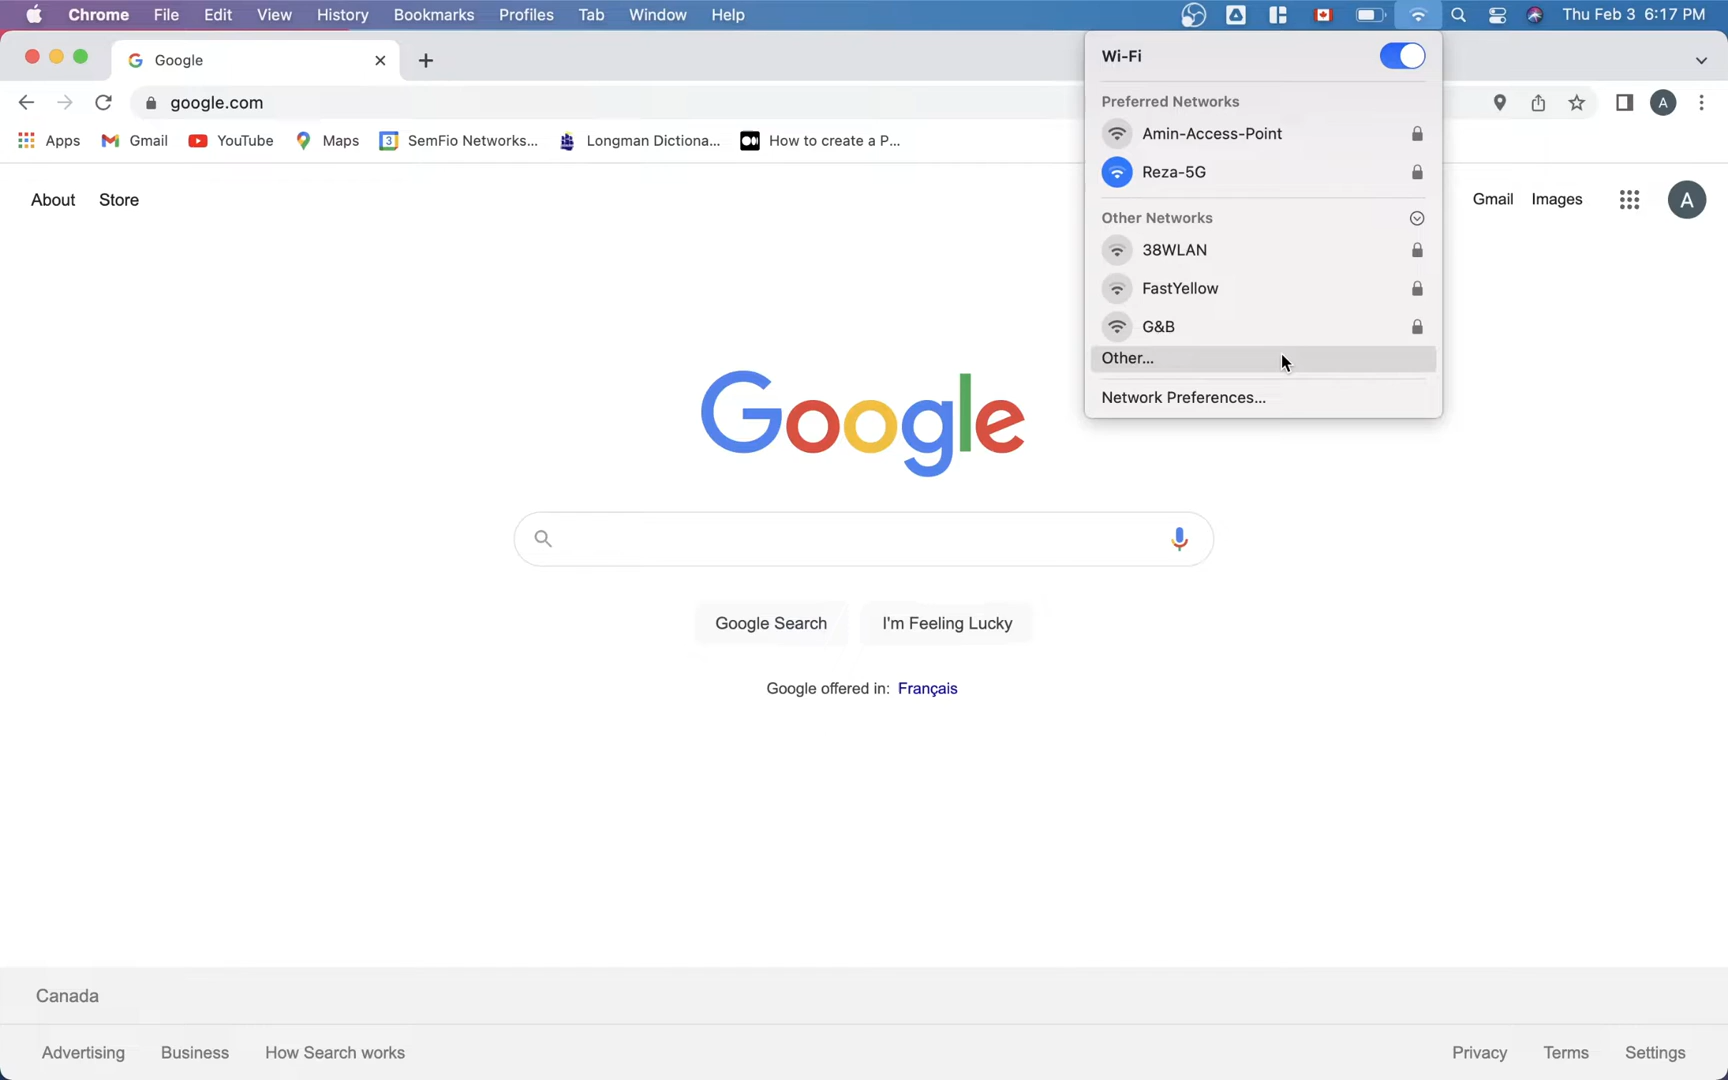 Chrome File Edit View History Bookmarks Profiles Tab Window Help Thu Feb 3 6:17 PM
Google
google.com A
Apps Gmail YouTube Maps 3 SemFio Networks... Longman Dictiona... How to create a P...
Wi-Fi
Preferred Networks
Amin-Access-Point
Reza-5G
Other Networks
38WLAN
FastYellow
G&B
Other...
Network Preferences...
About Store Gmail Images A
Google
Google Search I'm Feeling Lucky
Google offered in: Français
Canada
Advertising Business How Search works Privacy Terms Settings